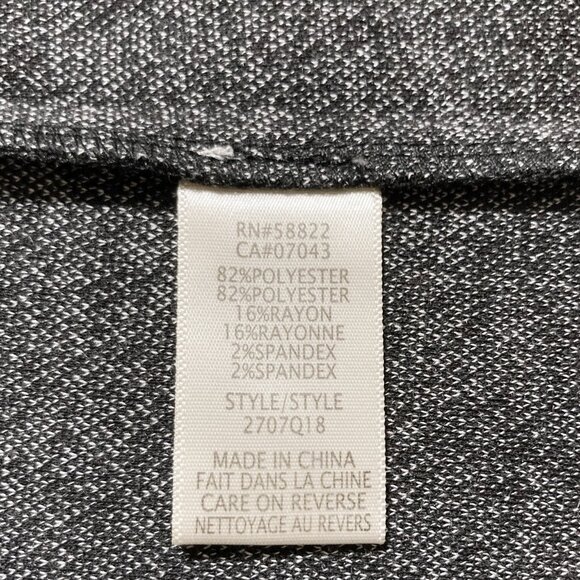 RN#58822
CA#07043
82%POLYESTER
82%POLYESTER
16%RAYON
16%RAYONNE
2%SPANDEX
2%SPANDEX
STYLE/STYLE
2707Q18
MADE IN CHINA
FAIT DANS LA CHINE
CARE ON REVERSE
NETTOYAGE AU REVERS